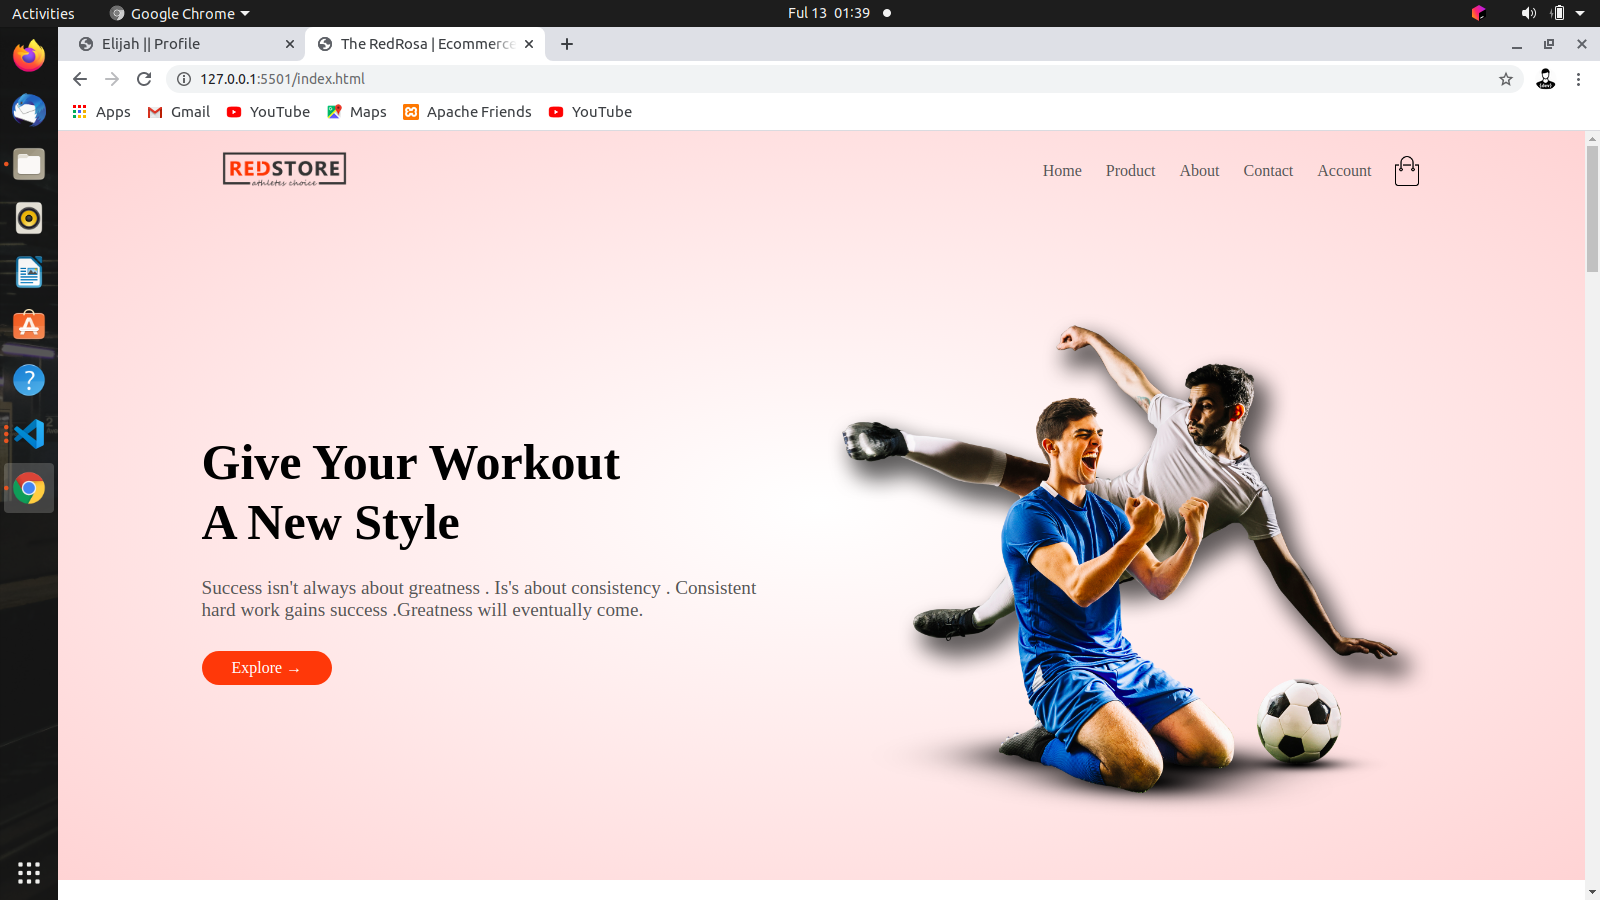 Activities
Google Chrome
Ful 13 01:39
Elijah || Profile
The RedRosa | Ecommerce
127.0.0.1:5501/index.html
Apps
Gmail
YouTube
Maps
Apache Friends
YouTube
REDSTORE
athletes choice
Home
Product
About
Contact
Account
Give Your Workout
A New Style
Success isn't always about greatness . Is's about consistency . Consistent
hard work gains success .Greatness will eventually come.
Explore →